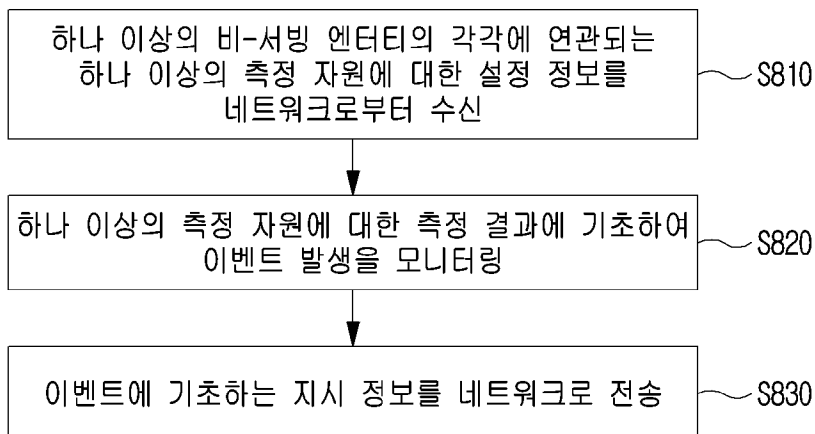 하나 이상의 비-서빙 엔터티의 각각에 연관되는
하나 이상의 측정 자원에 대한 설정 정보를
네트워크로부터 수신
S810
하나 이상의 측정 자원에 대한 측정 결과에 기초하여
이벤트 발생을 모니터링
S820
이벤트에 기초하는 지시 정보를 네트워크로 전송
S830